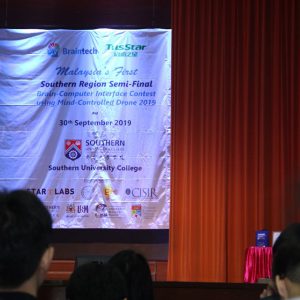 Braintech TusStar
Malaysia's First
Southern Region Semi-Final
Brain-Computer Interface Contest
using Mind-Controlled Drone 2019
30th September 2019
SOUTHERN
Southern University College
STAR LABS
CISIR